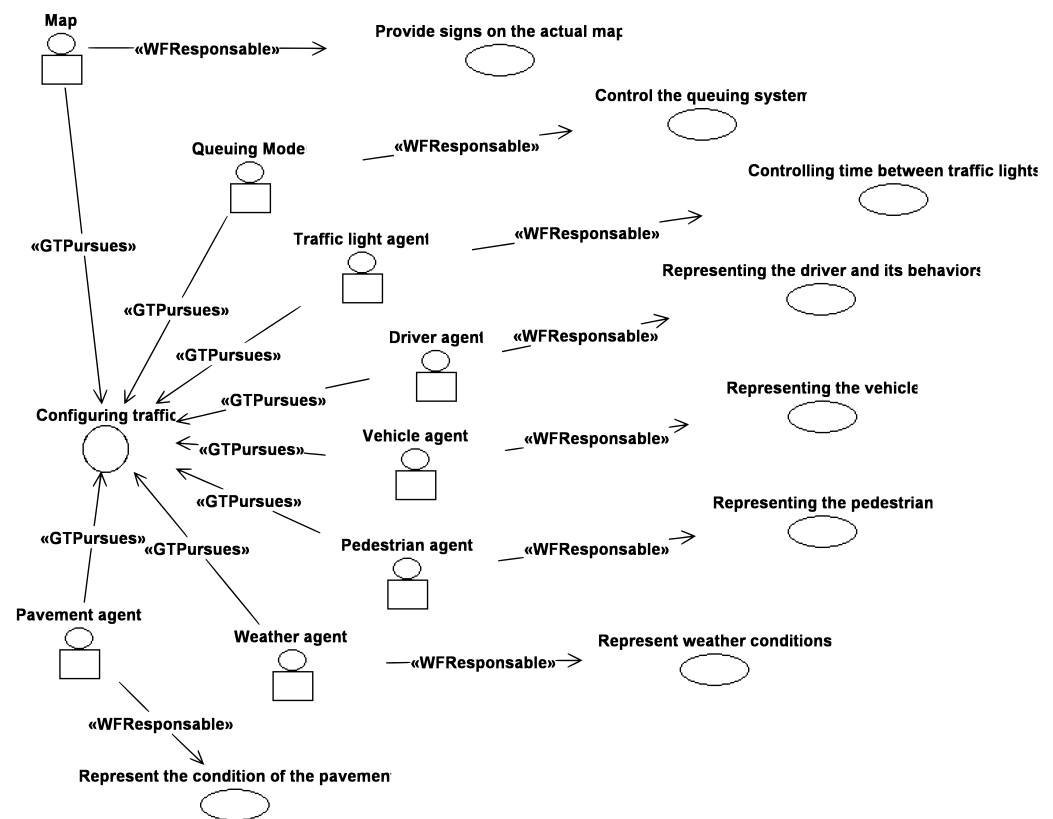 Map
«WFResponsable»
Provide signs on the actual map
Control the queuing system
Queuing Mode
«WFResponsable»
Controlling time between traffic lights
«GTPursues»
Traffic light agent
«WFResponsable»
Representing the driver and its behaviors
«GTPursues»
Driver agent
«WFResponsable»
«GTPursues»
Representing the vehicle
«GTPursues»
Configuring traffic
Vehicle agent
«WFResponsable»
«GTPursues»
Representing the pedestrian
«GTPursues»
«GTPursues»
«GTPursues»
Pedestrian agent
«WFResponsable»
Pavement agent
Weather agent
Represent weather conditions
«WFResponsable»
«WFResponsable»
Represent the condition of the pavemen